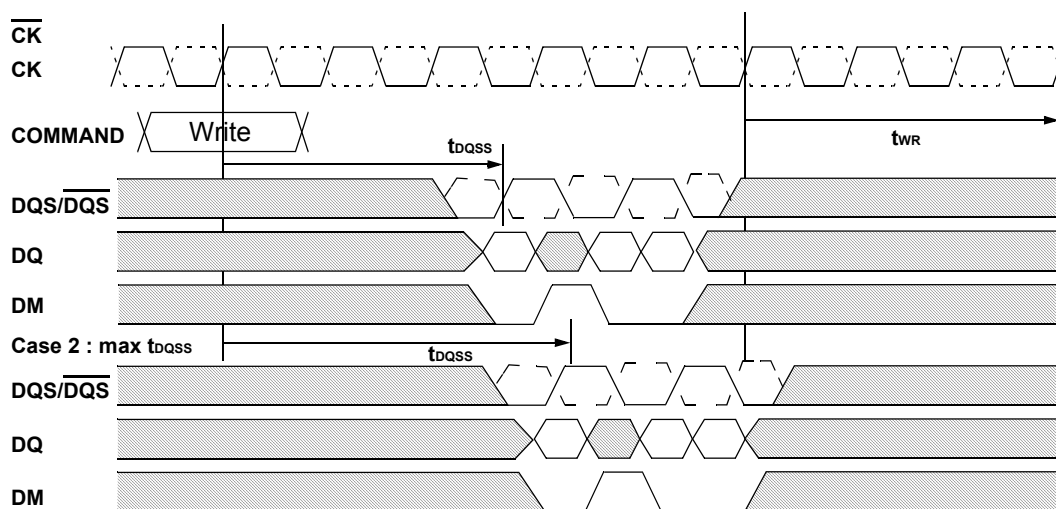 CK
CK
COMMAND Write
tDQSS tWR
DQS/DQS
DQ
DM
Case 2 : max tDQSS tDQSS
DQS/DQS
DQ
DM